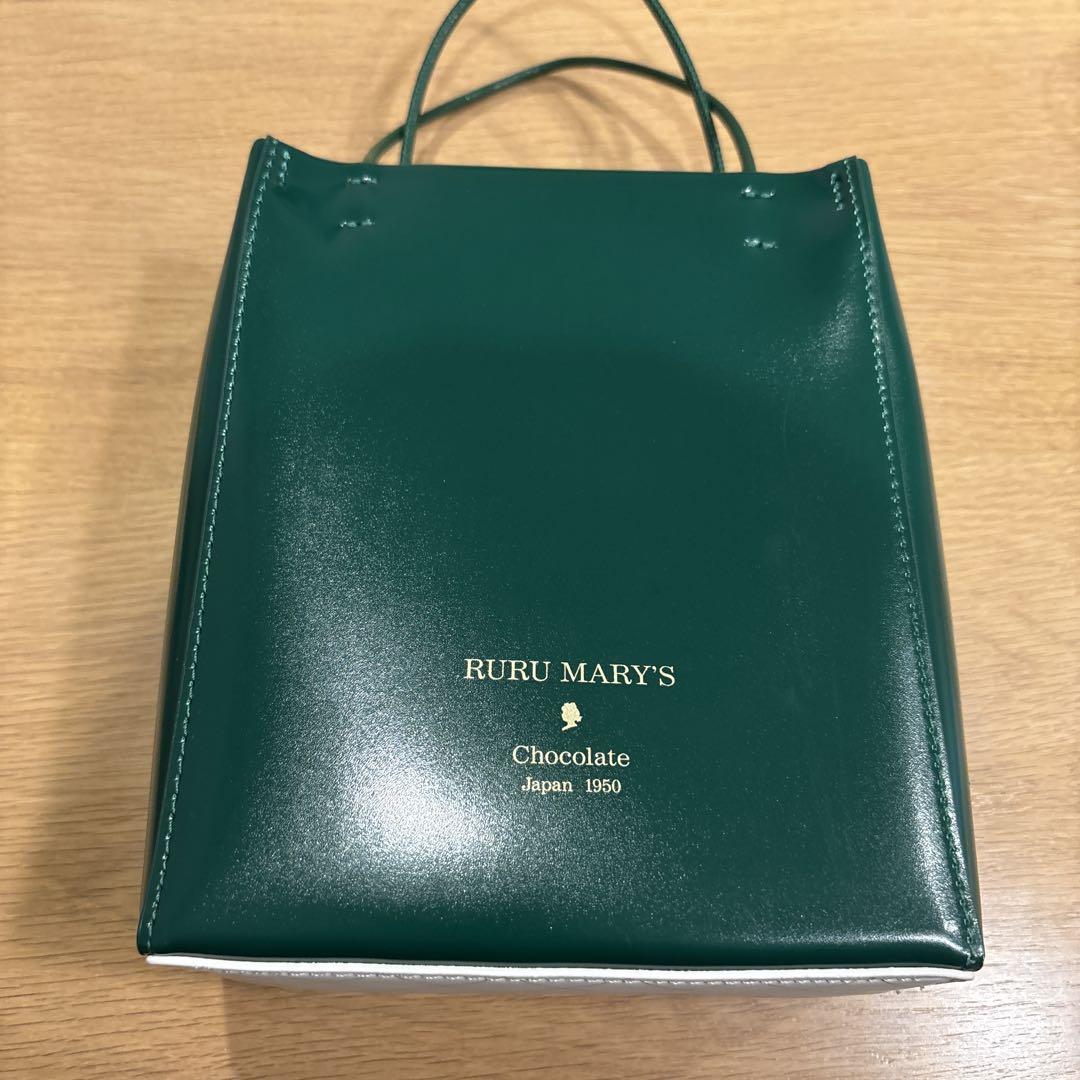 RURU MARY'S
Chocolate
Japan 1950